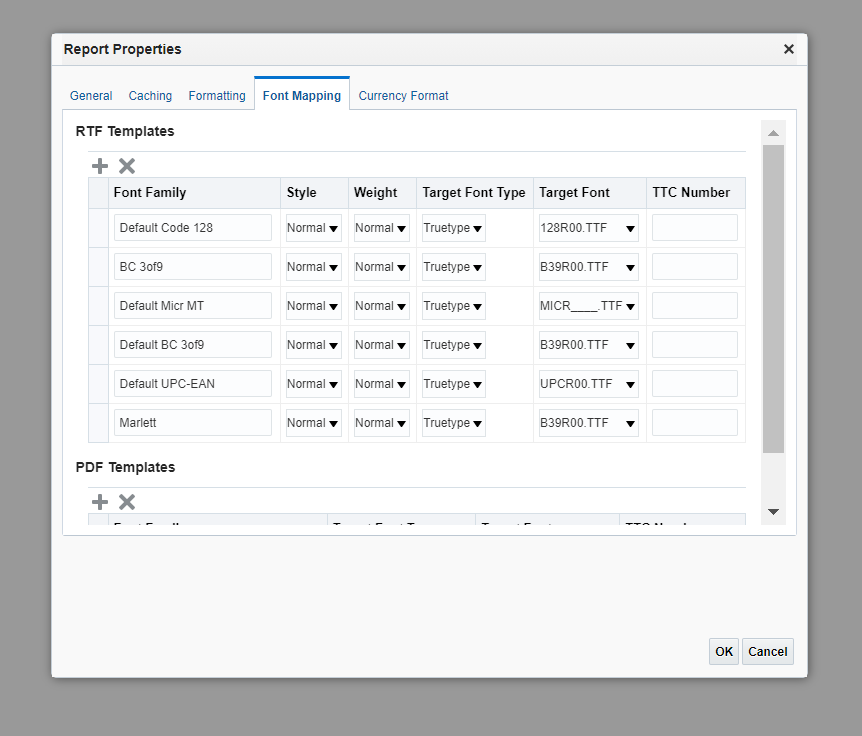 Report Properties
General Caching Formatting Font Mapping Currency Format
RTF Templates
Font Family Style Weight Target Font Type Target Font TTC Number
Default Code 128 Normal Normal Truetype 128R00.TTF
BC 3of9 Normal Normal Truetype B39R00.TTF
Default Micr MT Normal Normal Truetype MICR____.TTF
Default BC 3of9 Normal Normal Truetype B39R00.TTF
Default UPC-EAN Normal Normal Truetype UPCR00.TTF
Marlett Normal Normal Truetype B39R00.TTF
PDF Templates
OK Cancel